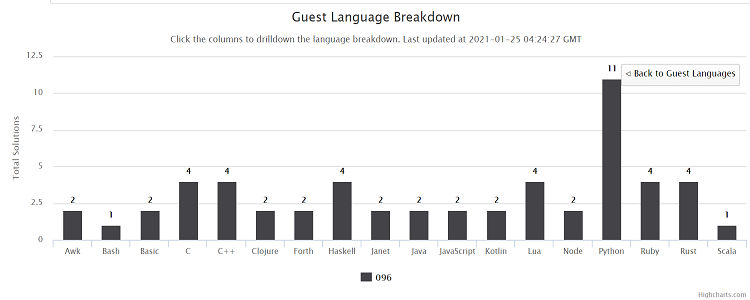 Guest Language Breakdown
Click the columns to drilldown the language breakdown. Last updated at 2021-01-25 04:24:27 GMT
◁ Back to Guest Languages
Total Solutions
12.5
10
7.5
5
2.5
0
2 1 2 4 4 2 2 4 2 2 2 2 4 2 11 4 4 1
Awk Bash Basic C C++ Clojure Forth Haskell Janet Java JavaScript Kotlin Lua Node Python Ruby Rust Scala
096
Highcharts.com